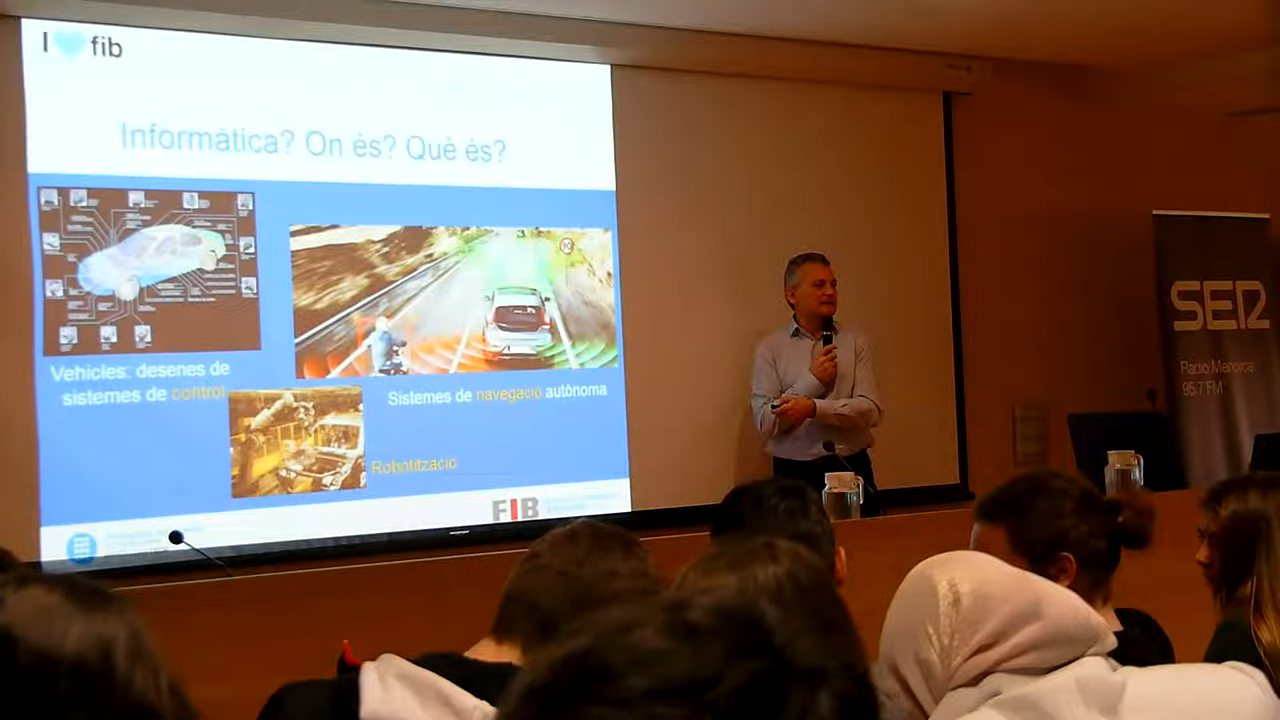 I fib
Informàtica? On és? Què és?
Vehicles: desenes de
sistemes de control
Sistemes de navegació autònoma
Robotització
FIB
SER
Radio Menorca
95.7 FM